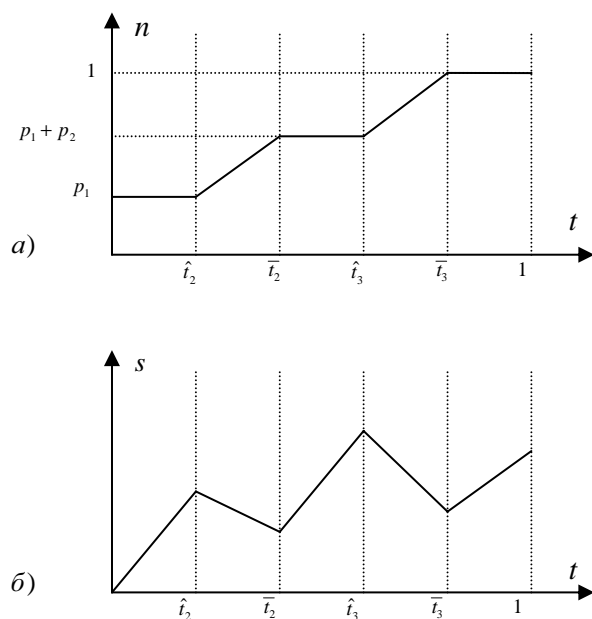 n
1
p₁ + p₂
p₁
t
а)
t̂₂ t̅₂ t̂₃ t̅₃ 1
s
t
б)
t̂₂ t̅₂ t̂₃ t̅₃ 1